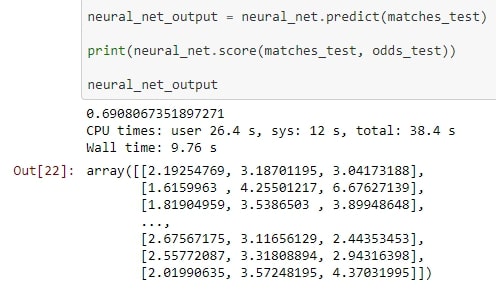 neural_net_output = neural_net.predict(matches_test)
print(neural_net.score(matches_test, odds_test))
neural_net_output
0.6908067351897271
CPU times: user 26.4 s, sys: 12 s, total: 38.4 s
Wall time: 9.76 s
Out[22]: array([[2.19254769, 3.18701195, 3.04173188],
[1.6159963 , 4.25501217, 6.67627139],
[1.81904959, 3.5386503 , 3.89948648],
...,
[2.67567175, 3.11656129, 2.44353453],
[2.55772087, 3.31808894, 2.94316398],
[2.01990635, 3.57248195, 4.37031995]])